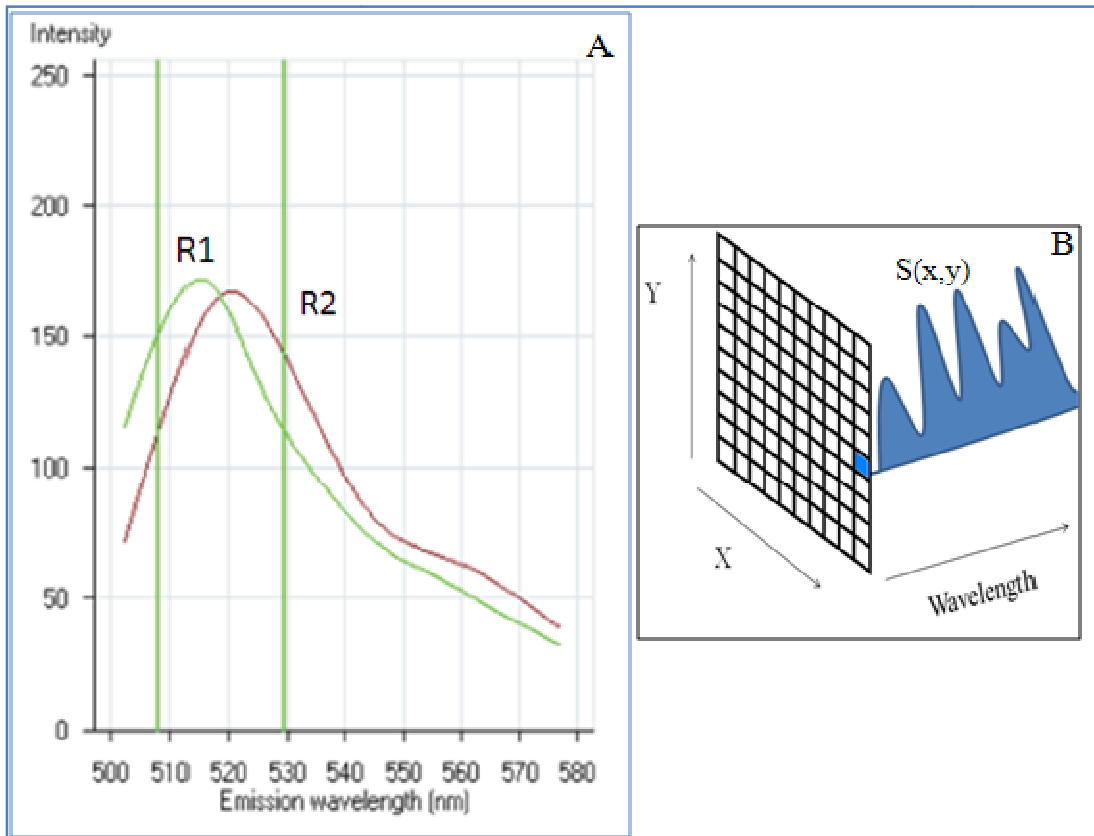 Intensity
A
250
200
150
100
50
0
R1
R2
500 510 520 530 540 550 560 570 580
Emission wavelength (nm)
B
S(x,y)
Y
X
Wavelength